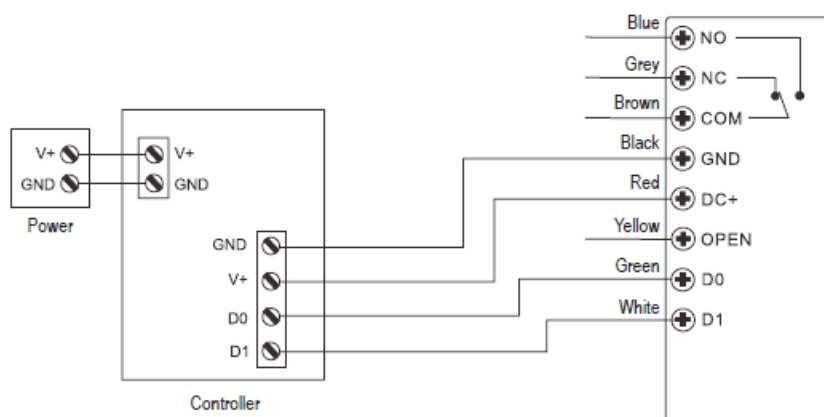 Blue
NO
Grey
NC
Brown
COM
Black
GND
Red
DC+
Yellow
OPEN
Green
D0
White
D1
V+
GND
Power
V+
GND
GND
V+
D0
D1
Controller